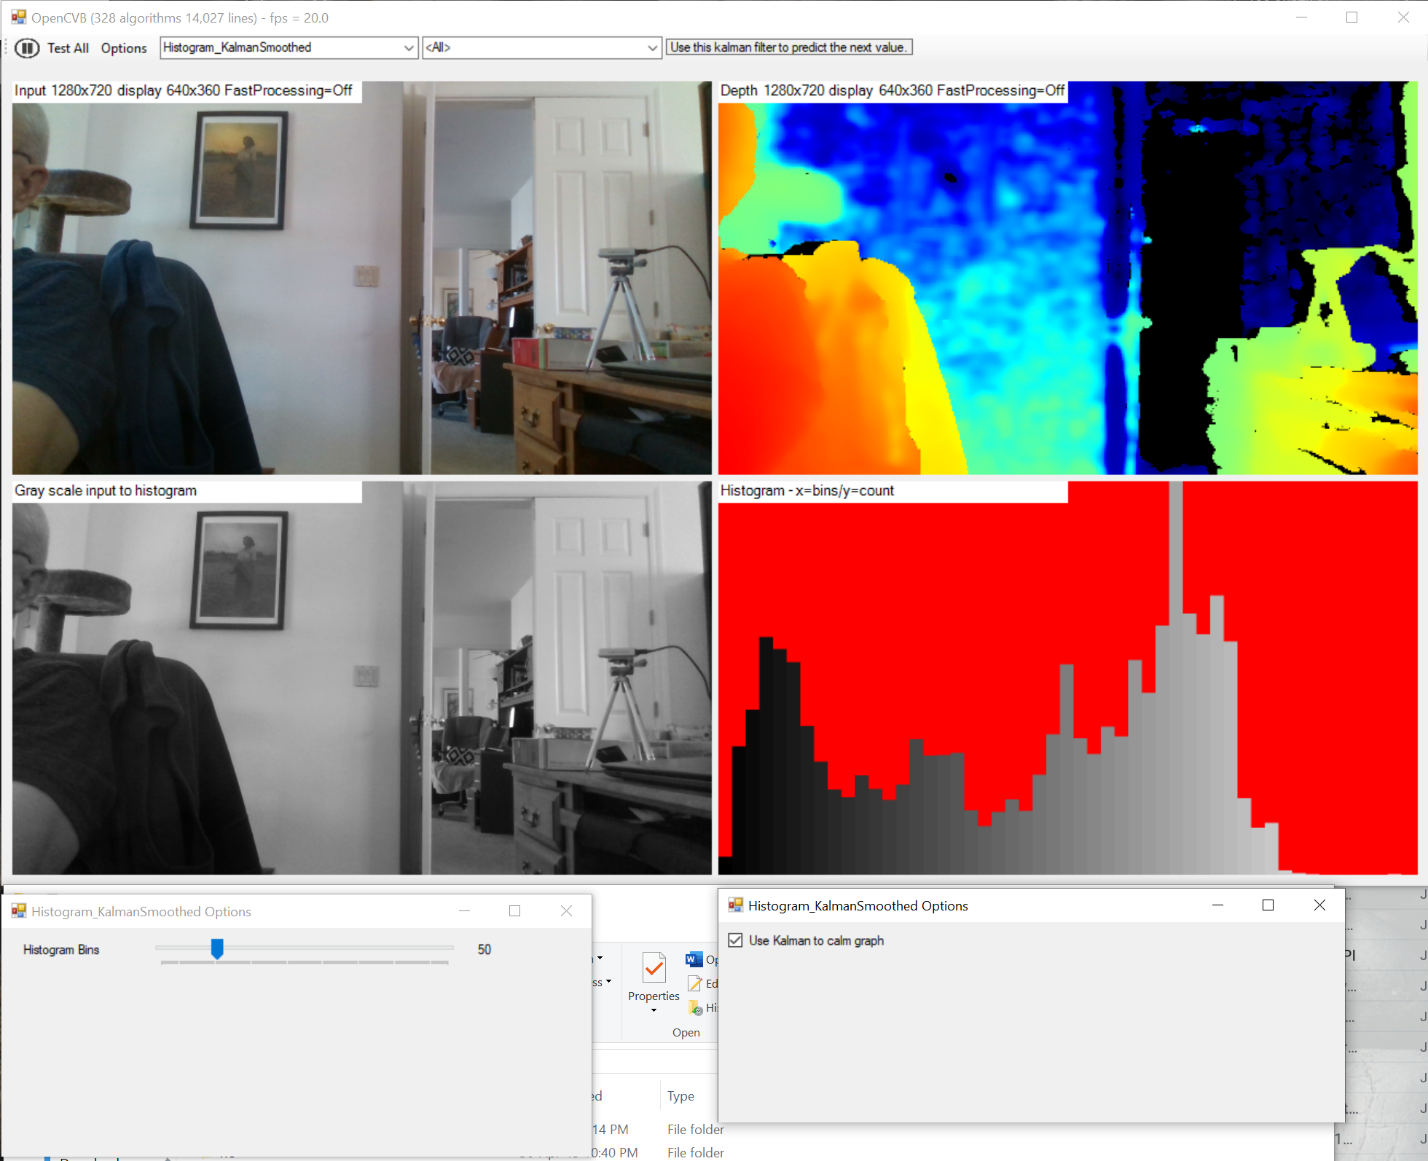 OpenCVB (328 algorithms 14,027 lines) - fps = 20.0
Test All Options Histogram_KalmanSmoothed <All> Use this kalman filter to predict the next value.
Input 1280x720 display 640x360 FastProcessing=Off
Depth 1280x720 display 640x360 FastProcessing=Off
Gray scale input to histogram
Histogram - x=bins/y=count
Histogram_KalmanSmoothed Options
Histogram Bins 50
Histogram_KalmanSmoothed Options
Use Kalman to calm graph
Properties
Open
Type
14 PM File folder
0:40 PM File folder